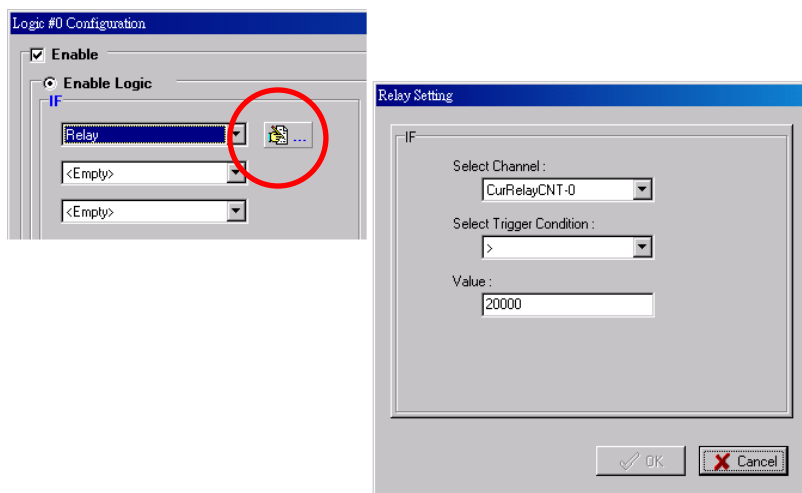 Logic #0 Configuration
Enable
Enable Logic
IF
Relay
...
<Empty>
<Empty>
Relay Setting
IF
Select Channel :
CurRelayCNT-0
Select Trigger Condition :
>
Value :
20000
OK
Cancel